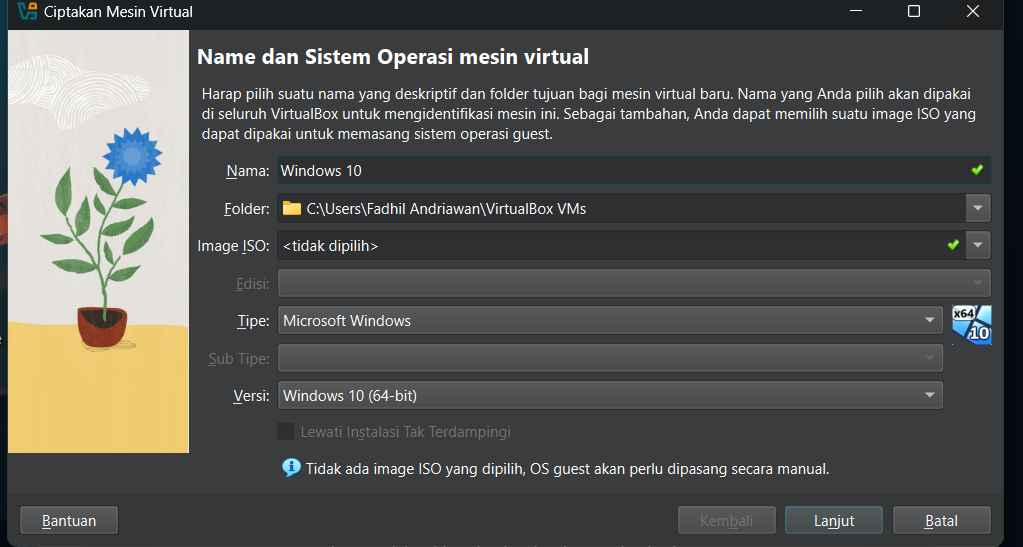 Ciptakan Mesin Virtual
Name dan Sistem Operasi mesin virtual
Harap pilih suatu nama yang deskriptif dan folder tujuan bagi mesin virtual baru. Nama yang Anda pilih akan dipakai
di seluruh VirtualBox untuk mengidentifikasi mesin ini. Sebagai tambahan, Anda dapat memilih suatu image ISO yang
dapat dipakai untuk memasang sistem operasi guest.
Nama: Windows 10
Folder: C:\Users\Fadhil Andriawan\VirtualBox VMs
Image ISO: <tidak dipilih>
Edisi:
Tipe: Microsoft Windows
x64
10
Sub Tipe:
Versi: Windows 10 (64-bit)
Lewati Instalasi Tak Terdampingi
Tidak ada image ISO yang dipilih, OS guest akan perlu dipasang secara manual.
Bantuan Kembali Lanjut Batal